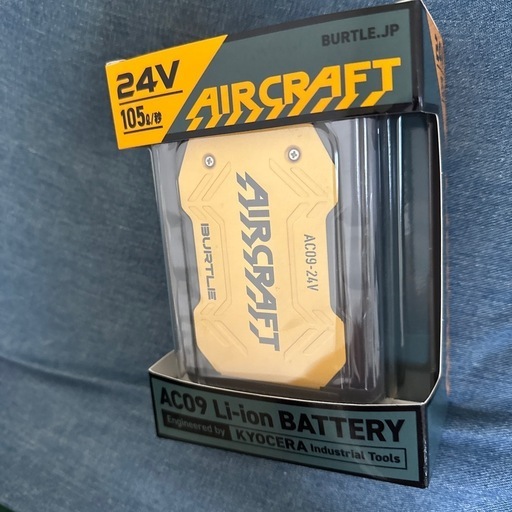 BURTLE.JP
24V
105ℓ/秒
AIRCRAFT
AIRCRAFT
BURTLE
AC09-24V
AC09 Li-ion BATTERY
Engineered by KYOCERA Industrial Tools